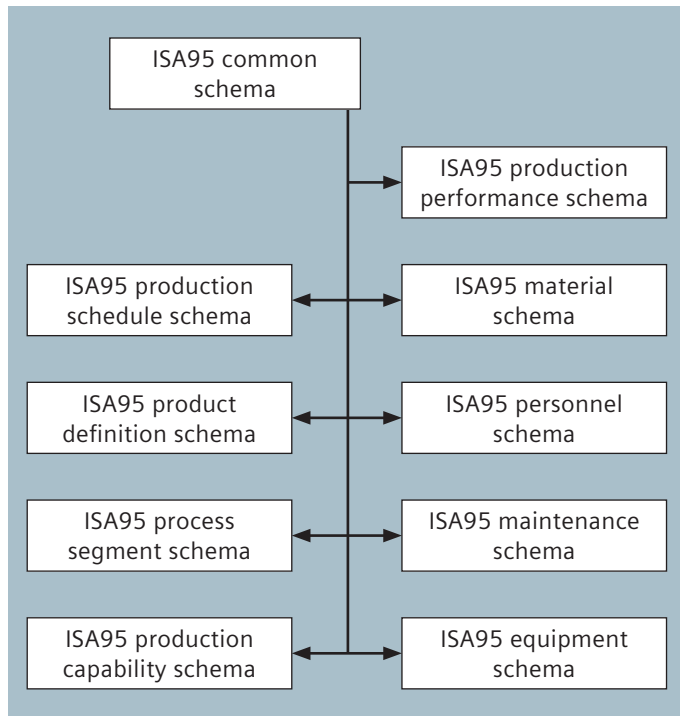 ISA95 common
schema
ISA95 production
performance schema
ISA95 production
schedule schema
ISA95 material
schema
ISA95 product
definition schema
ISA95 personnel
schema
ISA95 process
segment schema
ISA95 maintenance
schema
ISA95 production
capability schema
ISA95 equipment
schema